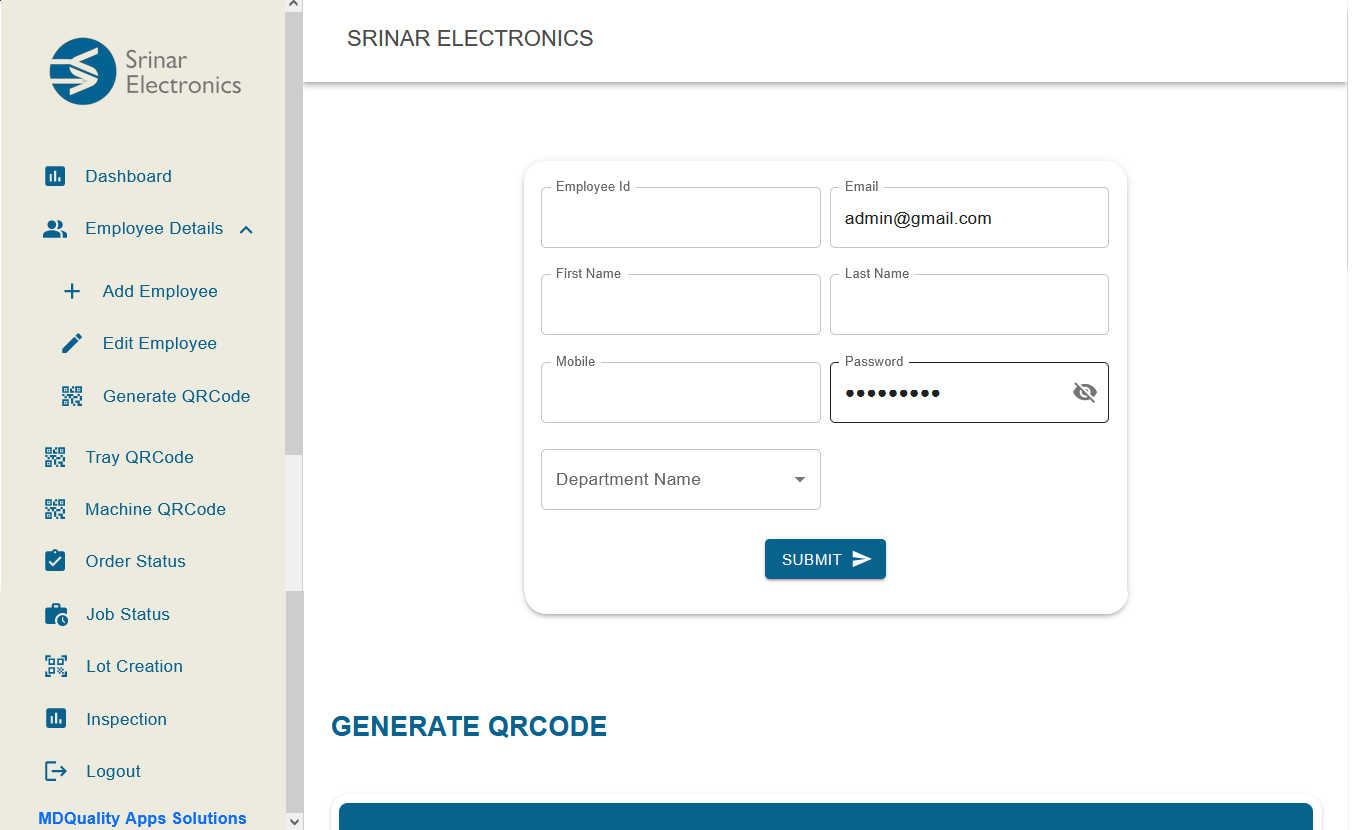 Srinar
Electronics
SRINAR ELECTRONICS
Dashboard
Employee Details
Add Employee
Edit Employee
Generate QRCode
Tray QRCode
Machine QRCode
Order Status
Job Status
Lot Creation
Inspection
Logout
MDQuality Apps Solutions
Employee Id
Email
admin@gmail.com
First Name
Last Name
Mobile
Password
•••••••••
Department Name
SUBMIT
GENERATE QRCODE